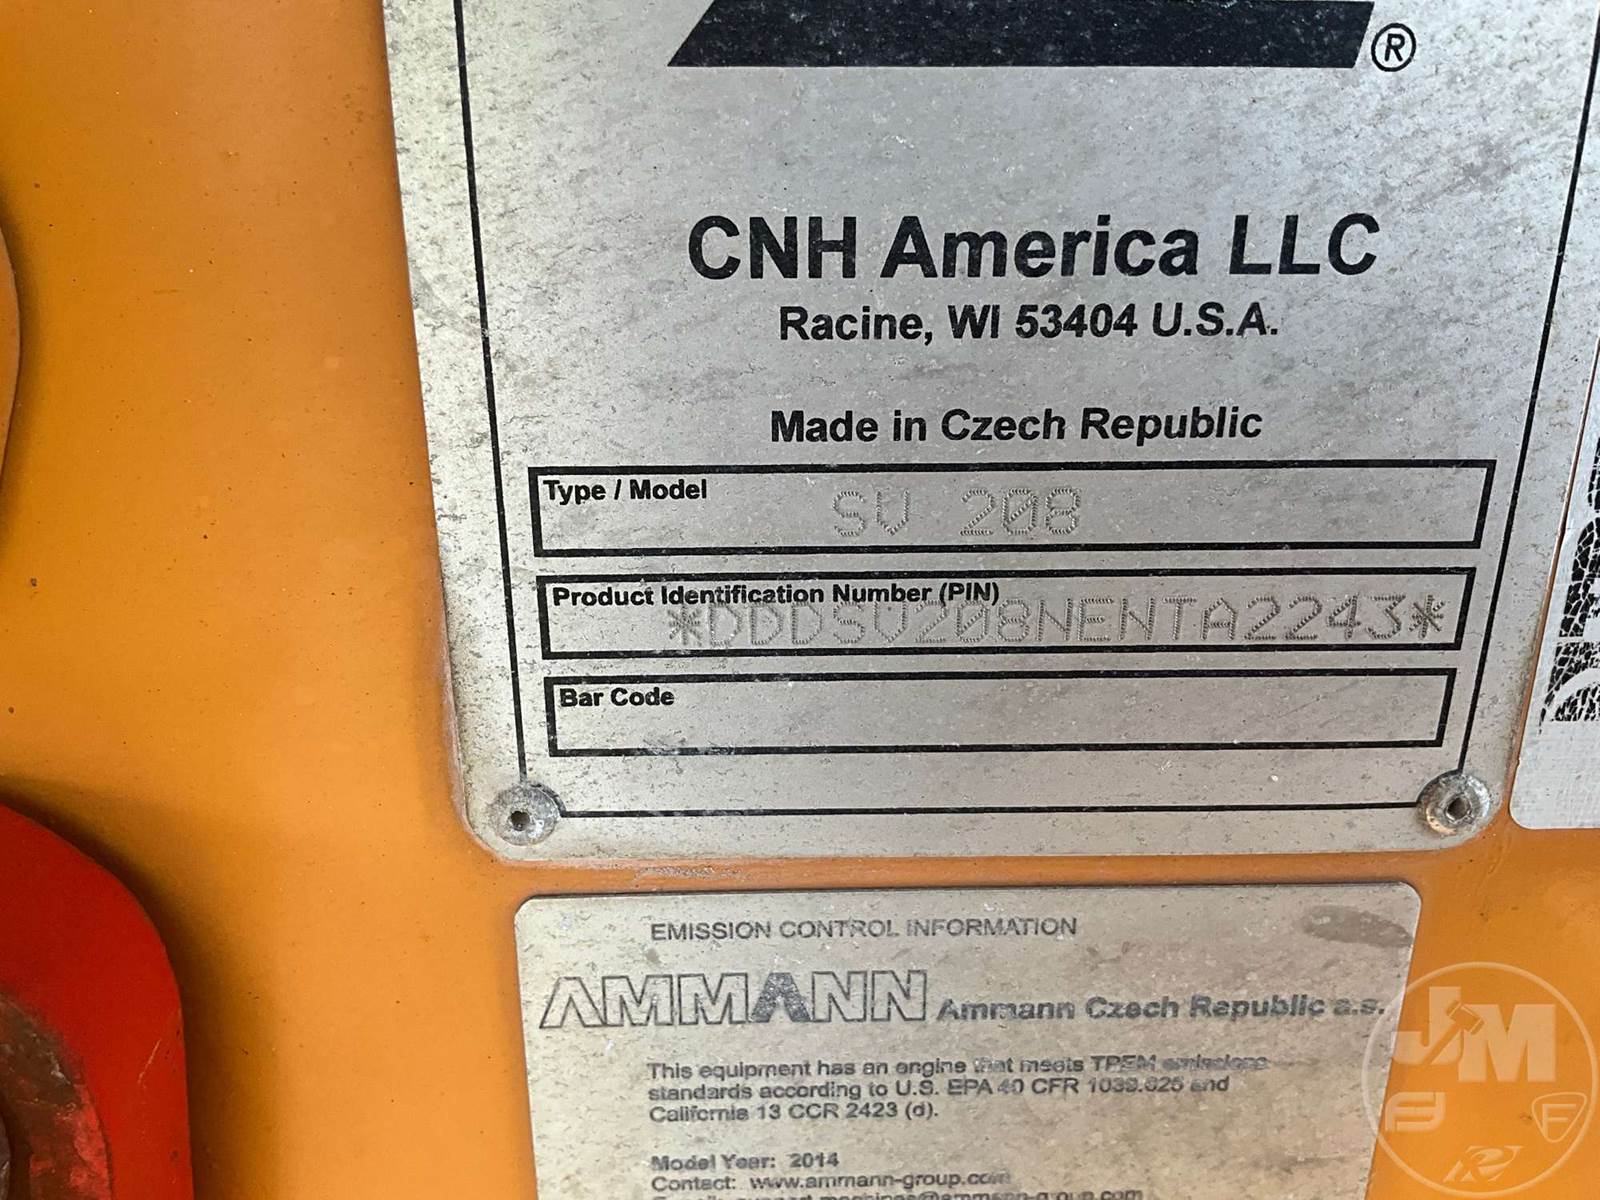 ®
CNH America LLC
Racine, WI 53404 U.S.A.
Made in Czech Republic
Type / Model SV 208
Product Identification Number (PIN)
*DDDSV208NENTA2243*
Bar Code
EMISSION CONTROL INFORMATION
AMMANN Ammann Czech Republic a.s.
This equipment has an engine that meets TPEM emissions
standards according to U.S. EPA 40 CFR 1039.625 and
California 13 CCR 2423 (d).
Model Year: 2014
Contact: www.ammann-group.com
JM